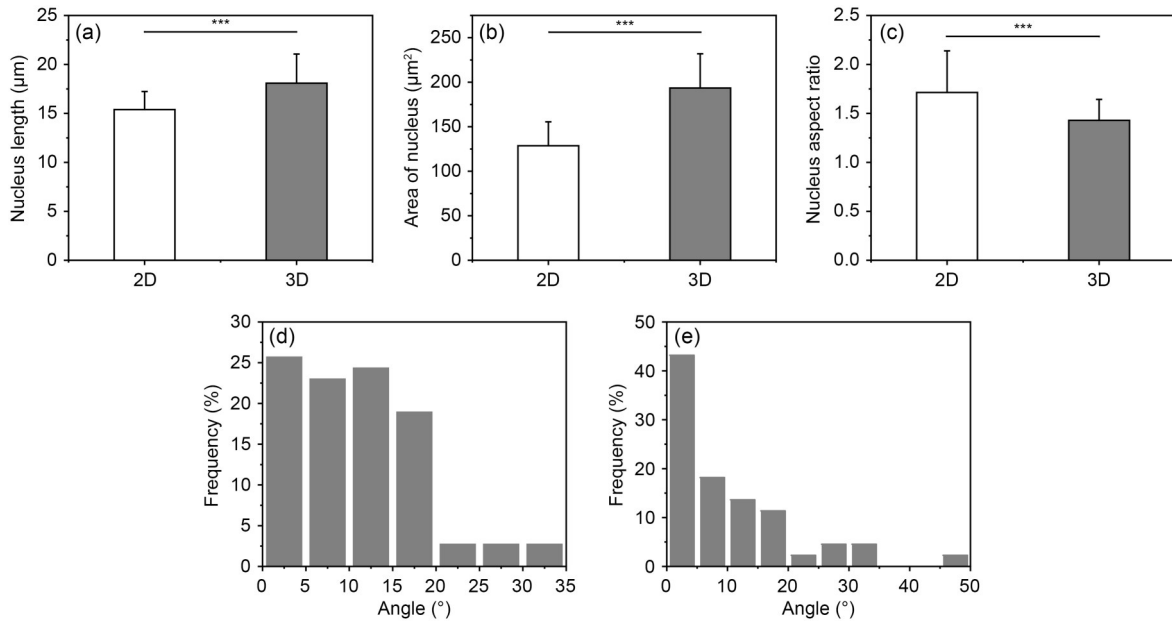 (a)
***
Nucleus length (μm)
25
20
15
10
5
0
2D
3D
(b)
***
Area of nucleus (μm²)
250
200
150
100
50
0
2D
3D
(c)
***
Nucleus aspect ratio
2.5
2.0
1.5
1.0
0.5
0.0
2D
3D
(d)
Frequency (%)
30
25
20
15
10
5
0
0 5 10 15 20 25 30 35
Angle (°)
(e)
Frequency (%)
50
40
30
20
10
0
0 10 20 30 40 50
Angle (°)